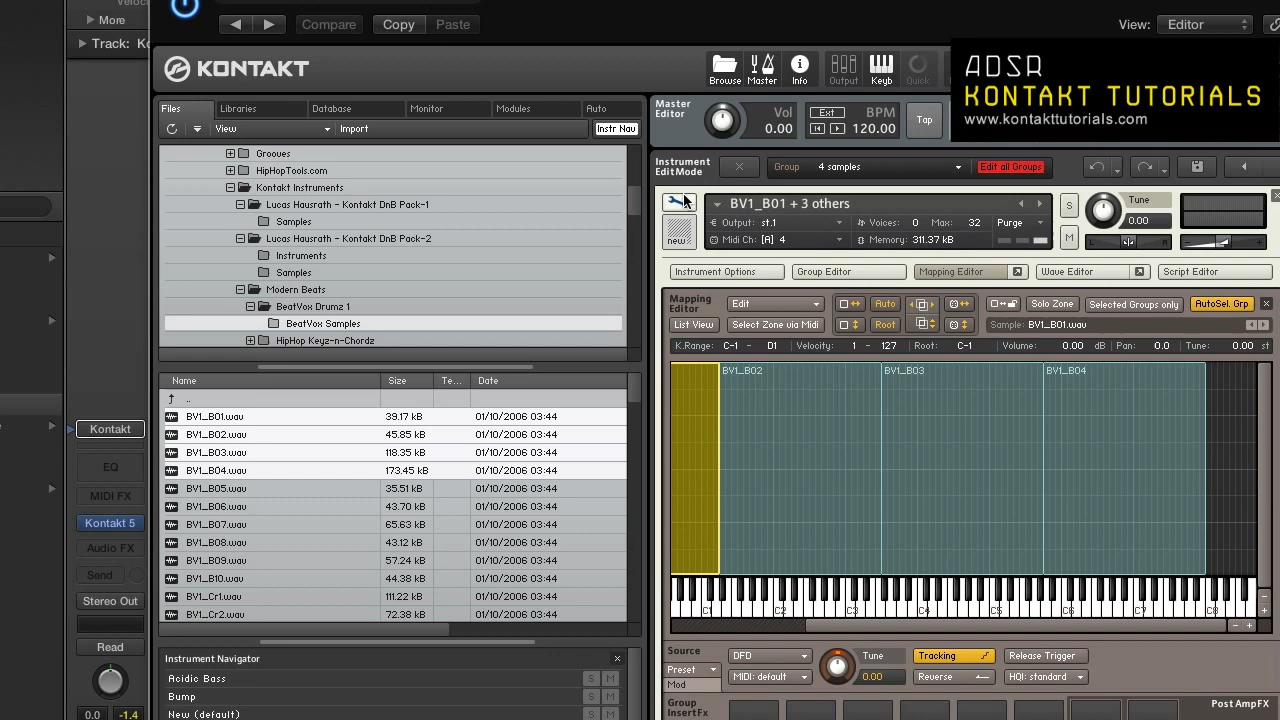 More
Track:
Compare
Copy
Paste
View:
Editor
KONTAKT
Browse
Master
Info
Output
Keyb
Quick
ADSR
KONTAKT TUTORIALS
www.kontakttutorials.com
Files
Libraries
Database
Monitor
Modules
Auto
View
Import
Instr Nav
Master
Editor
Vol
0.00
Ext
BPM
120.00
Tap
Grooves
HipHopTools.com
Kontakt Instruments
Lucas Hausrath - Kontakt DnB Pack-1
Samples
Lucas Hausrath - Kontakt DnB Pack-2
Instruments
Samples
Modern Beats
BeatVox Drumz 1
BeatVox Samples
HipHop Keyz-n-Chordz
Instrument
EditMode
Group
4 samples
Edit all Groups
new
BV1_B01 + 3 others
Output: st.1
Voices: 0 Max: 32
Purge
Midi Ch: [A] 4
Memory: 311.37 kB
S
M
Tune
0.00
L
R
Instrument Options
Group Editor
Mapping Editor
Wave Editor
Script Editor
Mapping
Editor
Edit
Auto
Solo Zone
Selected Groups only
AutoSel. Grp
List View
Select Zone via Midi
Root
Sample: BV1_B01.wav
K.Range: C-1 - D1 Velocity: 1 - 127 Root: C-1 Volume: 0.00 dB Pan: 0.0 Tune: 0.00 st
BV1_B02
BV1_B03
BV1_B04
C1 C2 C3 C4 C5 C6 C7 C8
Name Size Te... Date
..
BV1_B01.wav 39.17 kB 01/10/2006 03:44
BV1_B02.wav 45.85 kB 01/10/2006 03:44
BV1_B03.wav 118.35 kB 01/10/2006 03:44
BV1_B04.wav 173.45 kB 01/10/2006 03:44
BV1_B05.wav 35.51 kB 01/10/2006 03:44
BV1_B06.wav 43.70 kB 01/10/2006 03:44
BV1_B07.wav 65.63 kB 01/10/2006 03:44
BV1_B08.wav 43.12 kB 01/10/2006 03:44
BV1_B09.wav 57.24 kB 01/10/2006 03:44
BV1_B10.wav 44.38 kB 01/10/2006 03:44
BV1_Cr1.wav 111.22 kB 01/10/2006 03:44
BV1_Cr2.wav 72.38 kB 01/10/2006 03:44
Kontakt
EQ
MIDI FX
Kontakt 5
Audio FX
Send
Stereo Out
Read
0.0 -1.4
Instrument Navigator
Acidic Bass S M
Bump S M
New (default) S M
Source
Preset
Mod
DFD
MIDI: default
Tune
0.00
Tracking
Reverse
Release Trigger
HQI: standard
Group
InsertFx
Post AmpFX